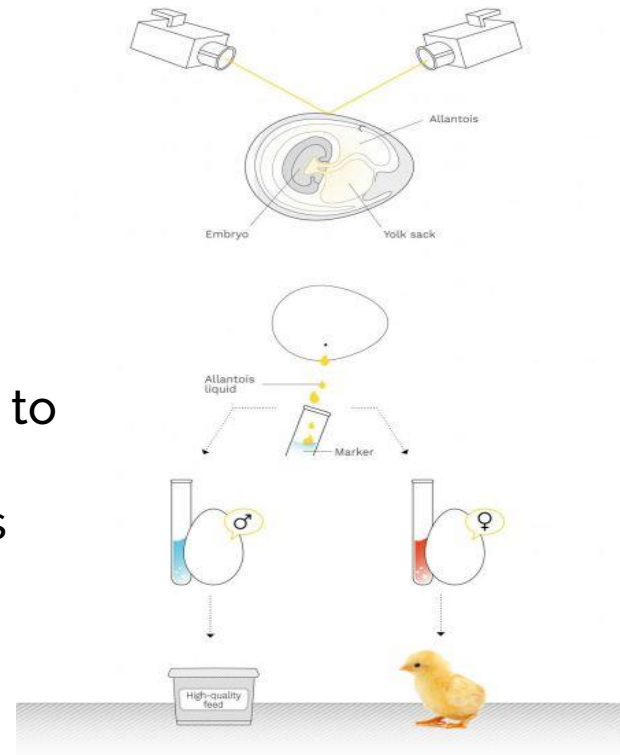 Allantois
Embryo
Yolk sack
Allantois
liquid
to
Marker
s
♂
♀
High-quality
feed